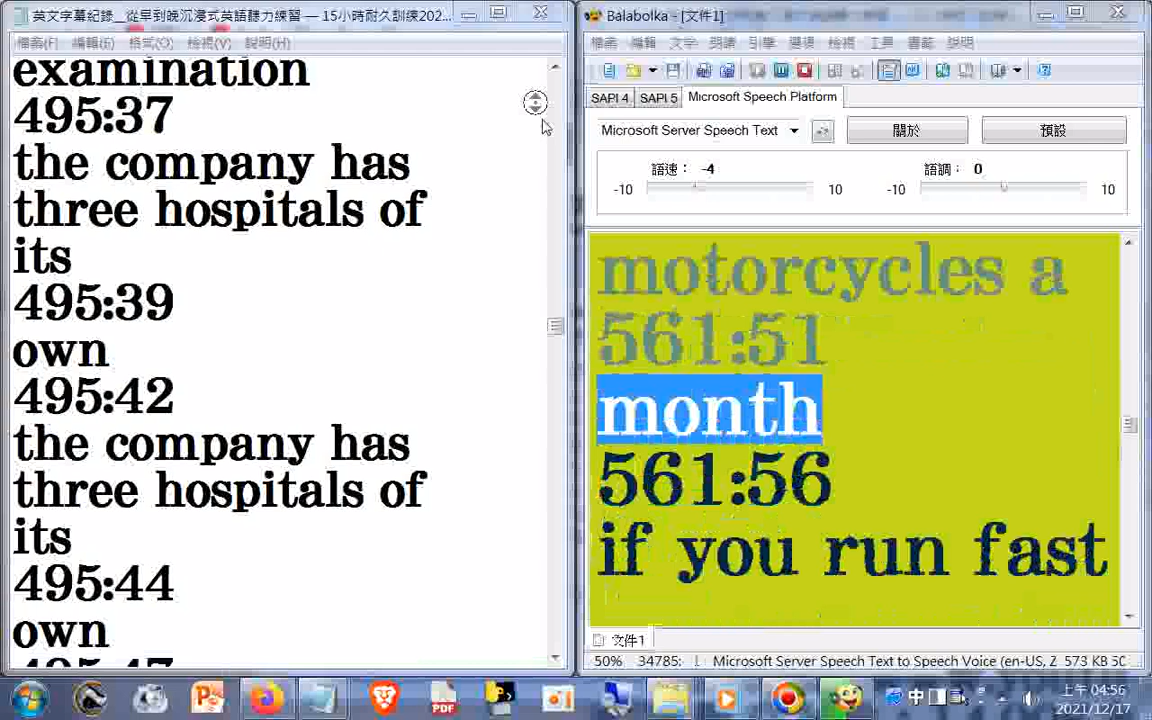 英文字幕紀錄__從早到晚沉浸式英語聽力練習 — 15小時耐久訓練202...
檔案(F) 編輯(E) 格式(O) 檢視(V) 說明(H)
examination
495:37
the company has
three hospitals of
its
495:39
own
495:42
the company has
three hospitals of
its
495:44
own
495:47
Balabolka - [文件1]
檔案 編輯 文字 朗讀 引擎 選項 檢視 工具 書籤 說明
SAPI 4 SAPI 5 Microsoft Speech Platform
Microsoft Server Speech Text 關於 預設
語速： -4 語調： 0
-10 10 -10 10
motorcycles a
561:51
month
561:56
if you run fast
文件1
50% 34785: Microsoft Server Speech Text to Speech Voice (en-US, Z 573 KB 50
PDF
中
上午 04:56
2021/12/17